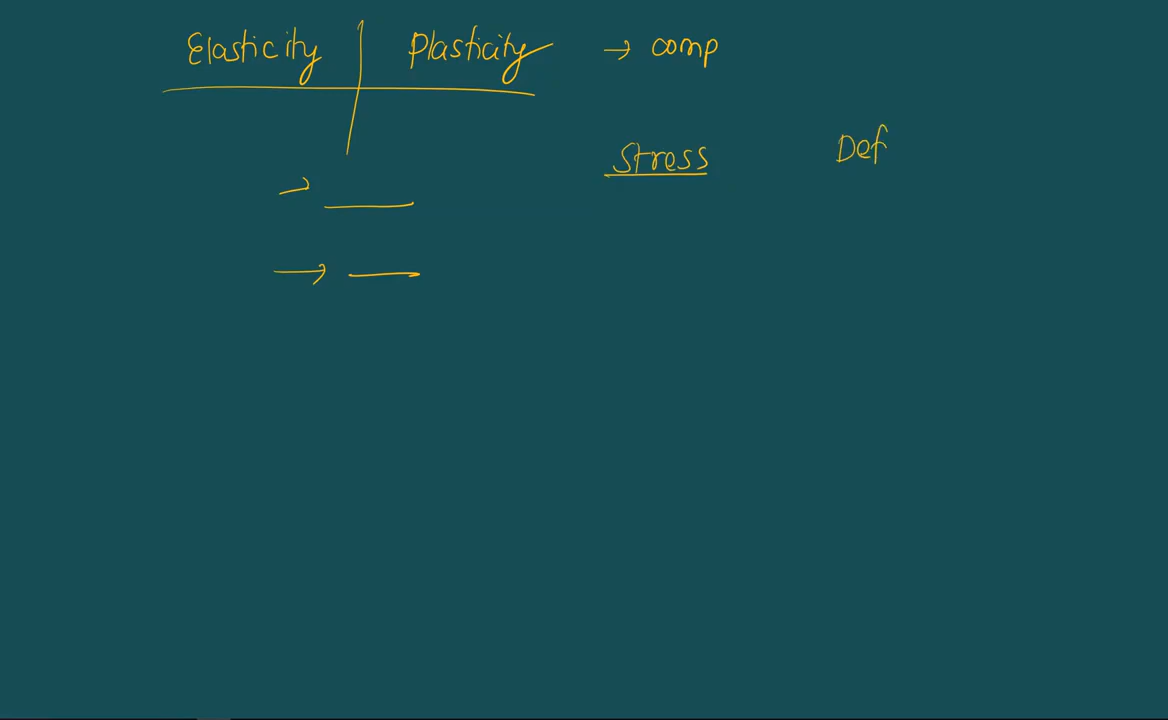 Elasticity Plasticity → comp
Stress Def
→
→